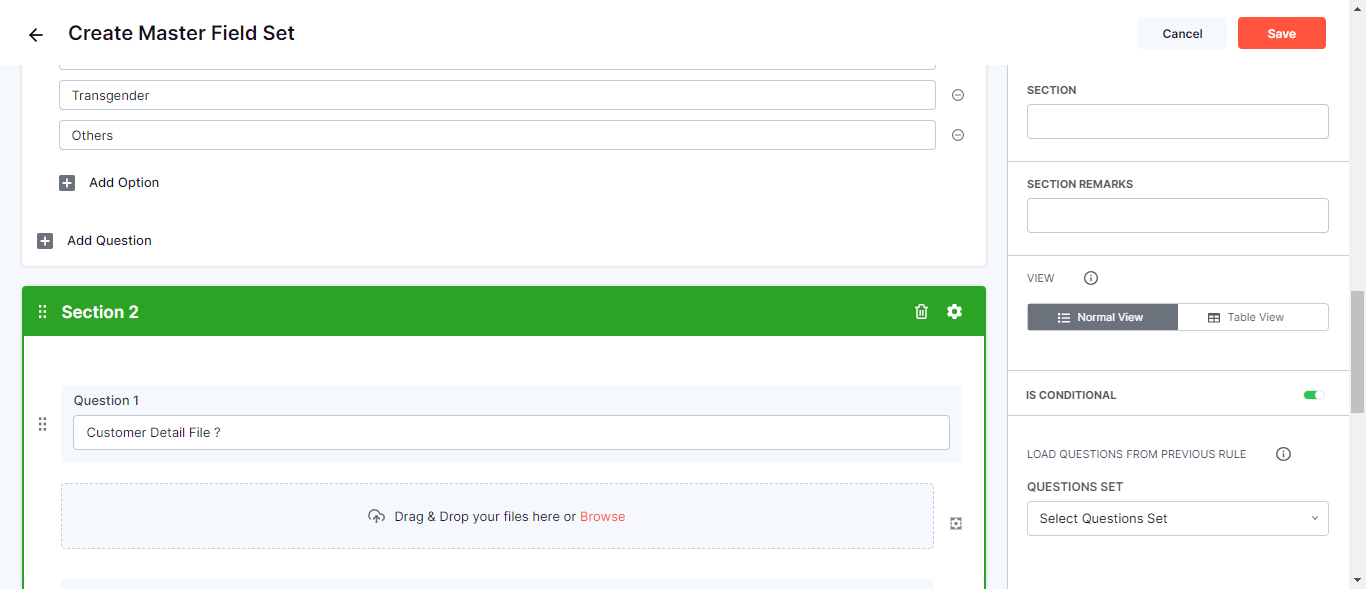 Create Master Field Set
Cancel
Save
Transgender
Others
Add Option
Add Question
Section 2
Question 1
Customer Detail File ?
Drag & Drop your files here or Browse
SECTION
SECTION REMARKS
VIEW
Normal View
Table View
IS CONDITIONAL
LOAD QUESTIONS FROM PREVIOUS RULE
QUESTIONS SET
Select Questions Set